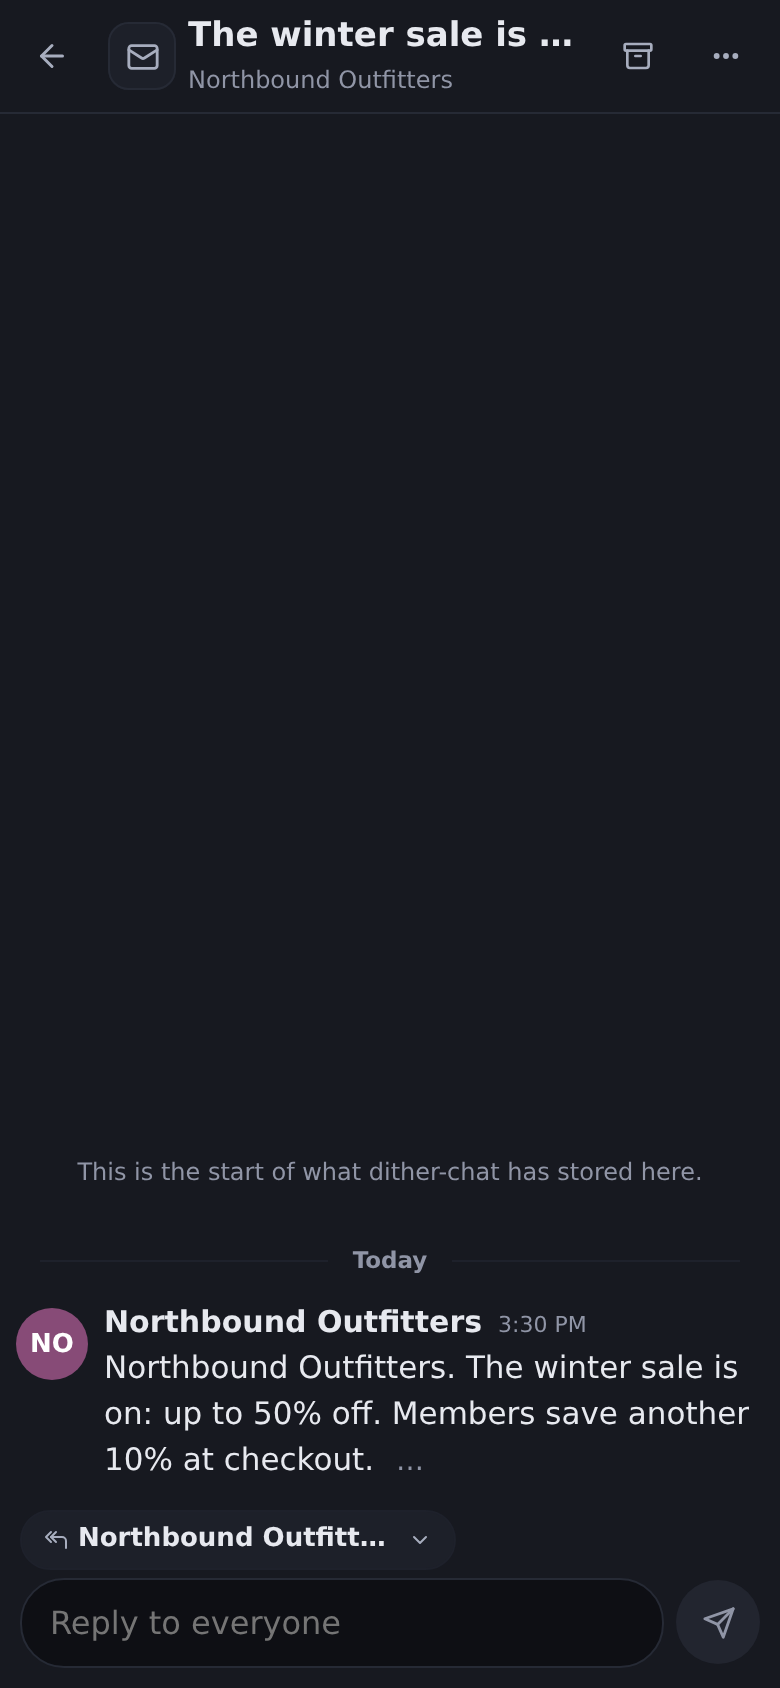 The winter sale is ...
Northbound Outfitters
This is the start of what dither-chat has stored here.
Today
NO
Northbound Outfitters 3:30 PM
Northbound Outfitters. The winter sale is
on: up to 50% off. Members save another
10% at checkout. ...
Northbound Outfitt...
Reply to everyone